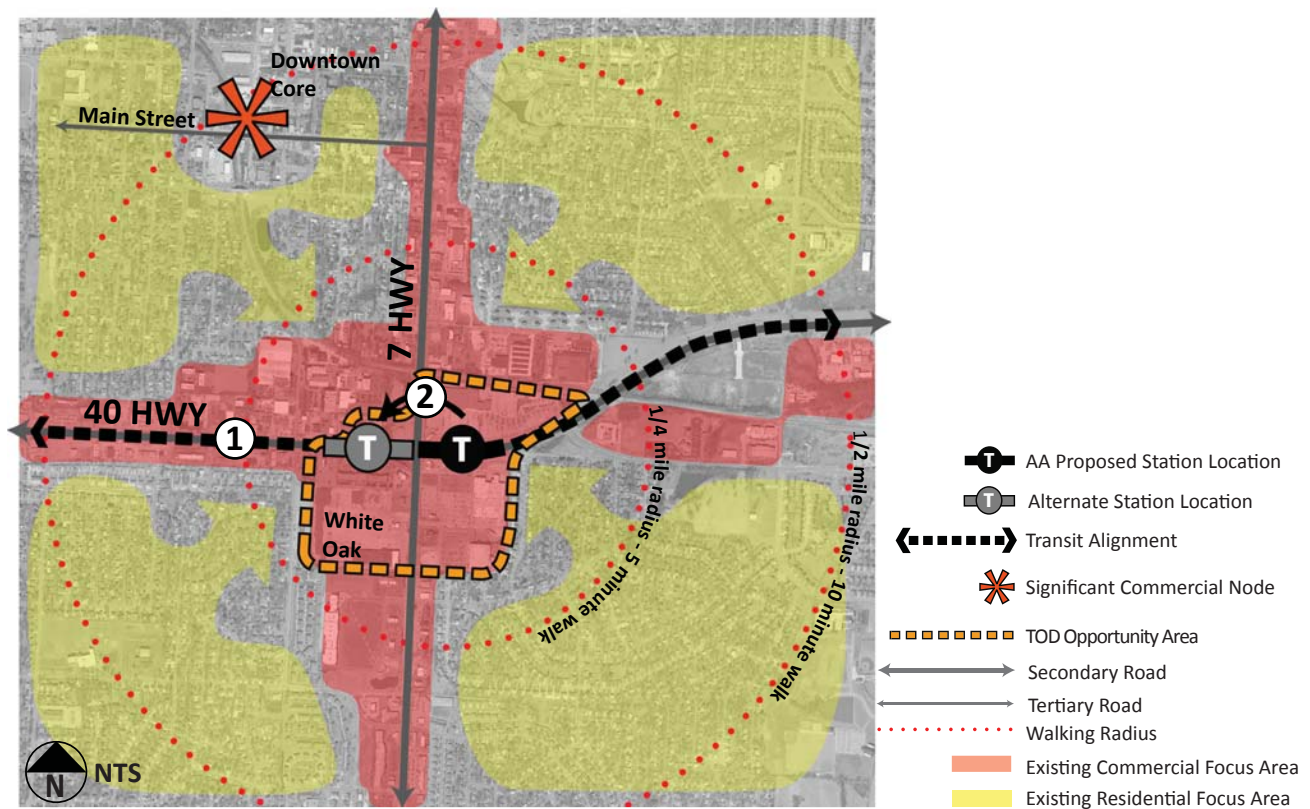 Downtown
Core
Main Street
7 HWY
40 HWY
1
2
T
T
White
Oak
1/4 mile radius - 5 minute walk
1/2 mile radius - 10 minute walk
N
NTS
T AA Proposed Station Location
T Alternate Station Location
Transit Alignment
Significant Commercial Node
TOD Opportunity Area
Secondary Road
Tertiary Road
Walking Radius
Existing Commercial Focus Area
Existing Residential Focus Area